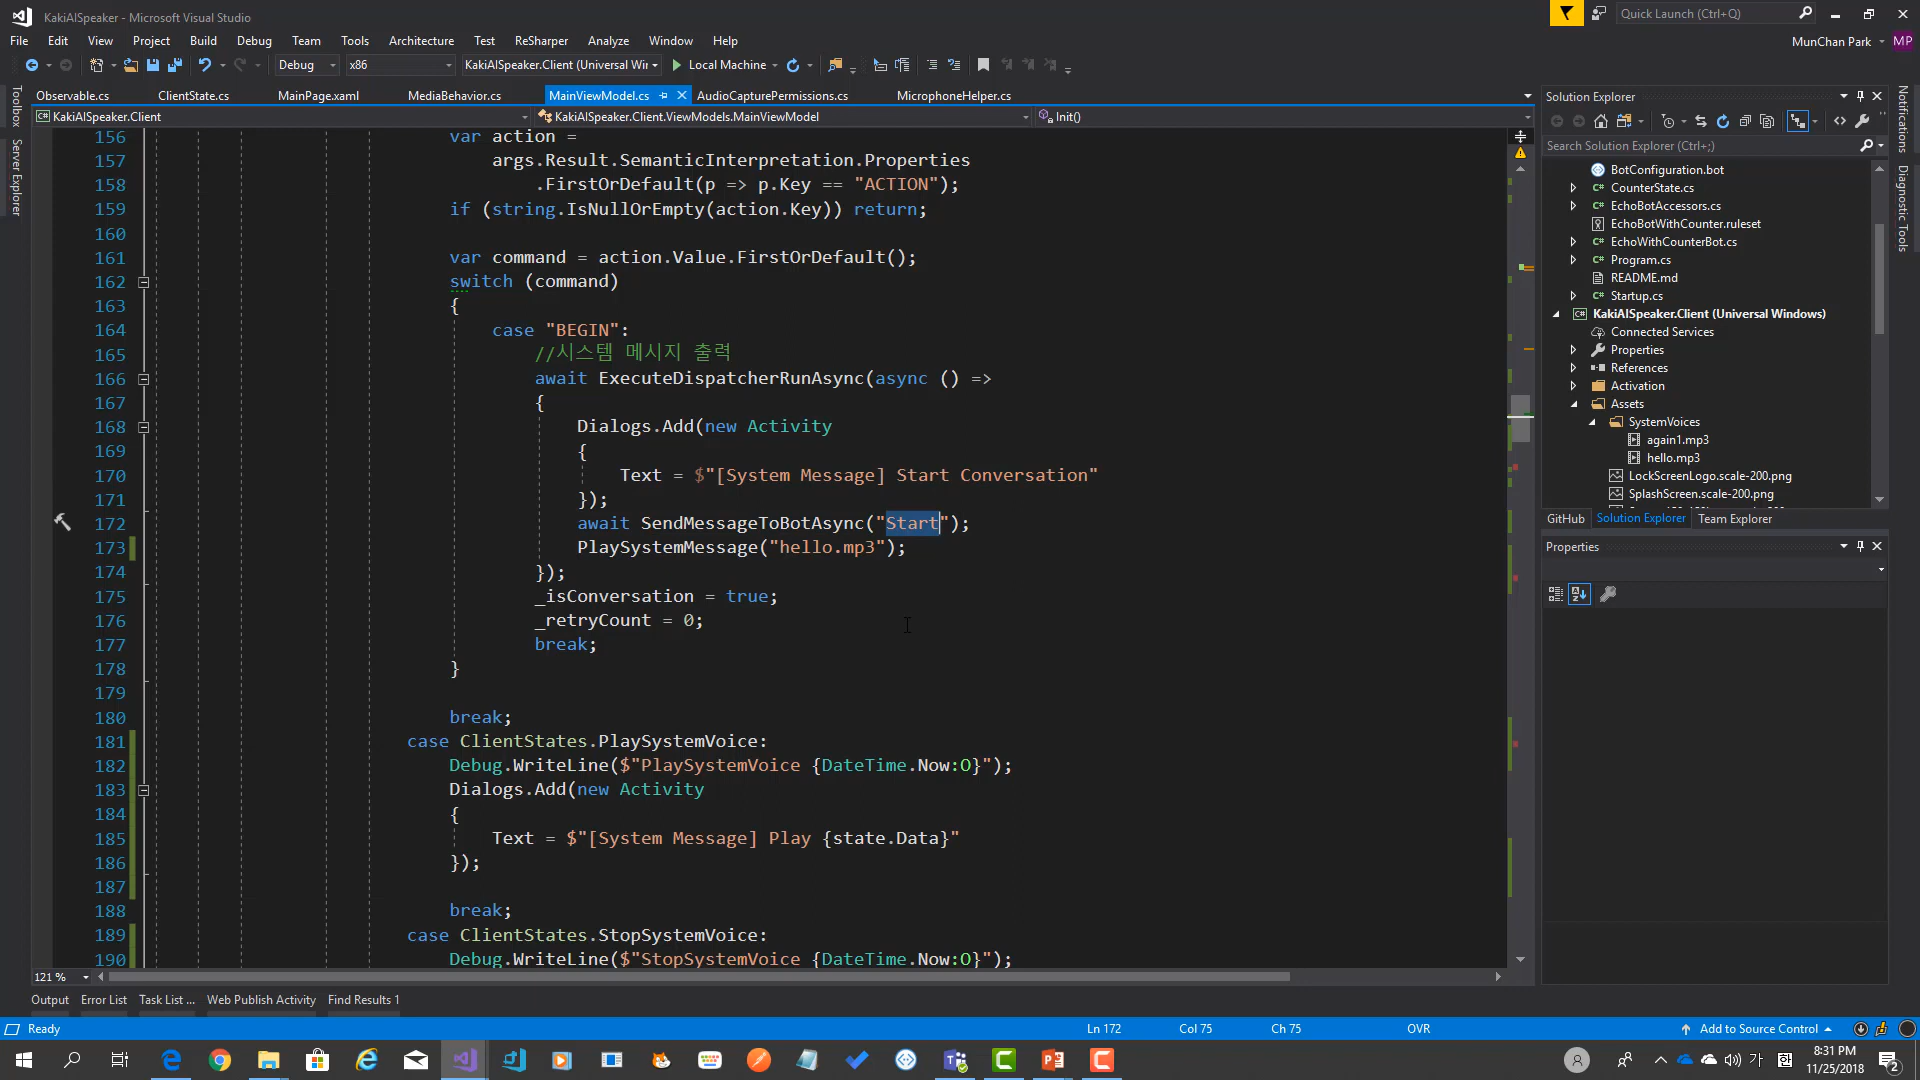 KakiAISpeaker - Microsoft Visual Studio
Quick Launch (Ctrl+Q)
File Edit View Project Build Debug Team Tools Architecture Test ReSharper Analyze Window Help
MunChan Park MP
Debug x86 KakiAISpeaker.Client (Universal Wir Local Machine
Observable.cs ClientState.cs MainPage.xaml MediaBehavior.cs MainViewModel.cs AudioCapturePermissions.cs MicrophoneHelper.cs
KakiAISpeaker.Client KakiAISpeaker.Client.ViewModels.MainViewModel Init()
Toolbox
Server Explorer
156 var action =
157 args.Result.SemanticInterpretation.Properties
158 .FirstOrDefault(p => p.Key == "ACTION");
159 if (string.IsNullOrEmpty(action.Key)) return;
160
161 var command = action.Value.FirstOrDefault();
162 switch (command)
163 {
164 case "BEGIN":
165 //시스템 메시지 출력
166 await ExecuteDispatcherRunAsync(async () =>
167 {
168 Dialogs.Add(new Activity
169 {
170 Text = $"[System Message] Start Conversation"
171 });
172 await SendMessageToBotAsync("Start");
173 PlaySystemMessage("hello.mp3");
174 });
175 _isConversation = true;
176 _retryCount = 0;
177 break;
178 }
179
180 break;
181 case ClientStates.PlaySystemVoice:
182 Debug.WriteLine($"PlaySystemVoice {DateTime.Now:O}");
183 Dialogs.Add(new Activity
184 {
185 Text = $"[System Message] Play {state.Data}"
186 });
187
188 break;
189 case ClientStates.StopSystemVoice:
190 Debug.WriteLine($"StopSystemVoice {DateTime.Now:O}");
121 %
Solution Explorer
Search Solution Explorer (Ctrl+;)
BotConfiguration.bot
CounterState.cs
EchoBotAccessors.cs
EchoBotWithCounter.ruleset
EchoWithCounterBot.cs
Program.cs
README.md
Startup.cs
KakiAISpeaker.Client (Universal Windows)
Connected Services
Properties
References
Activation
Assets
SystemVoices
again1.mp3
hello.mp3
LockScreenLogo.scale-200.png
SplashScreen.scale-200.png
GitHub Solution Explorer Team Explorer
Properties
Notifications
Diagnostic Tools
Output Error List Task List ... Web Publish Activity Find Results 1
Ready Ln 172 Col 75 Ch 75 OVR Add to Source Control
가 한 8:31 PM
11/25/2018
2